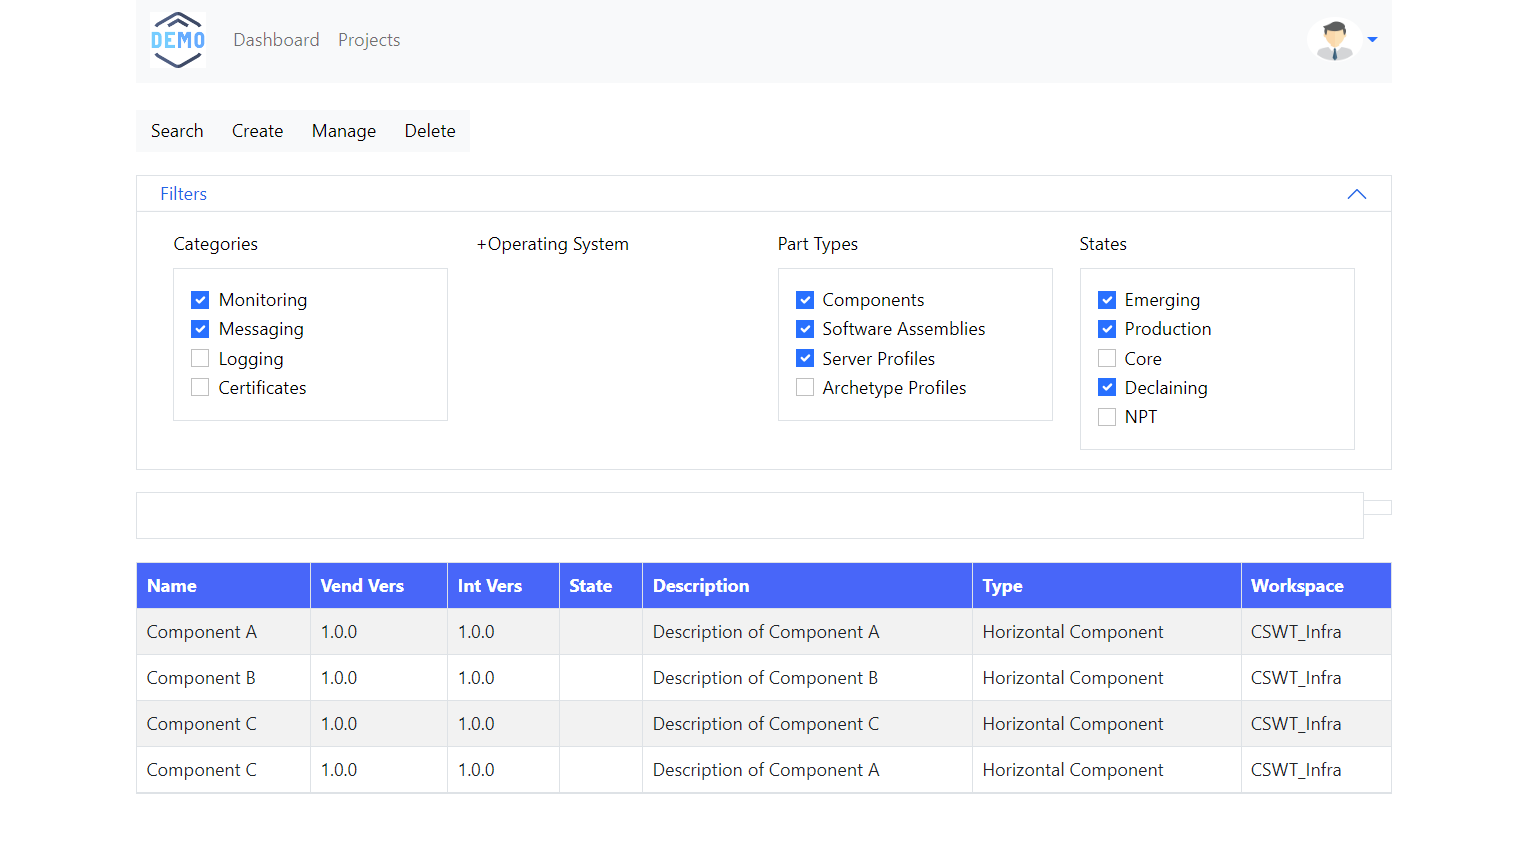 DEMO Dashboard Projects
Search Create Manage Delete
Filters
Categories +Operating System Part Types States
Monitoring Components Emerging
Messaging Software Assemblies Production
Logging Server Profiles Core
Certificates Archetype Profiles Declaining
NPT
Name Vend Vers Int Vers State Description Type Workspace
Component A 1.0.0 1.0.0 Description of Component A Horizontal Component CSWT_Infra
Component B 1.0.0 1.0.0 Description of Component B Horizontal Component CSWT_Infra
Component C 1.0.0 1.0.0 Description of Component C Horizontal Component CSWT_Infra
Component C 1.0.0 1.0.0 Description of Component A Horizontal Component CSWT_Infra